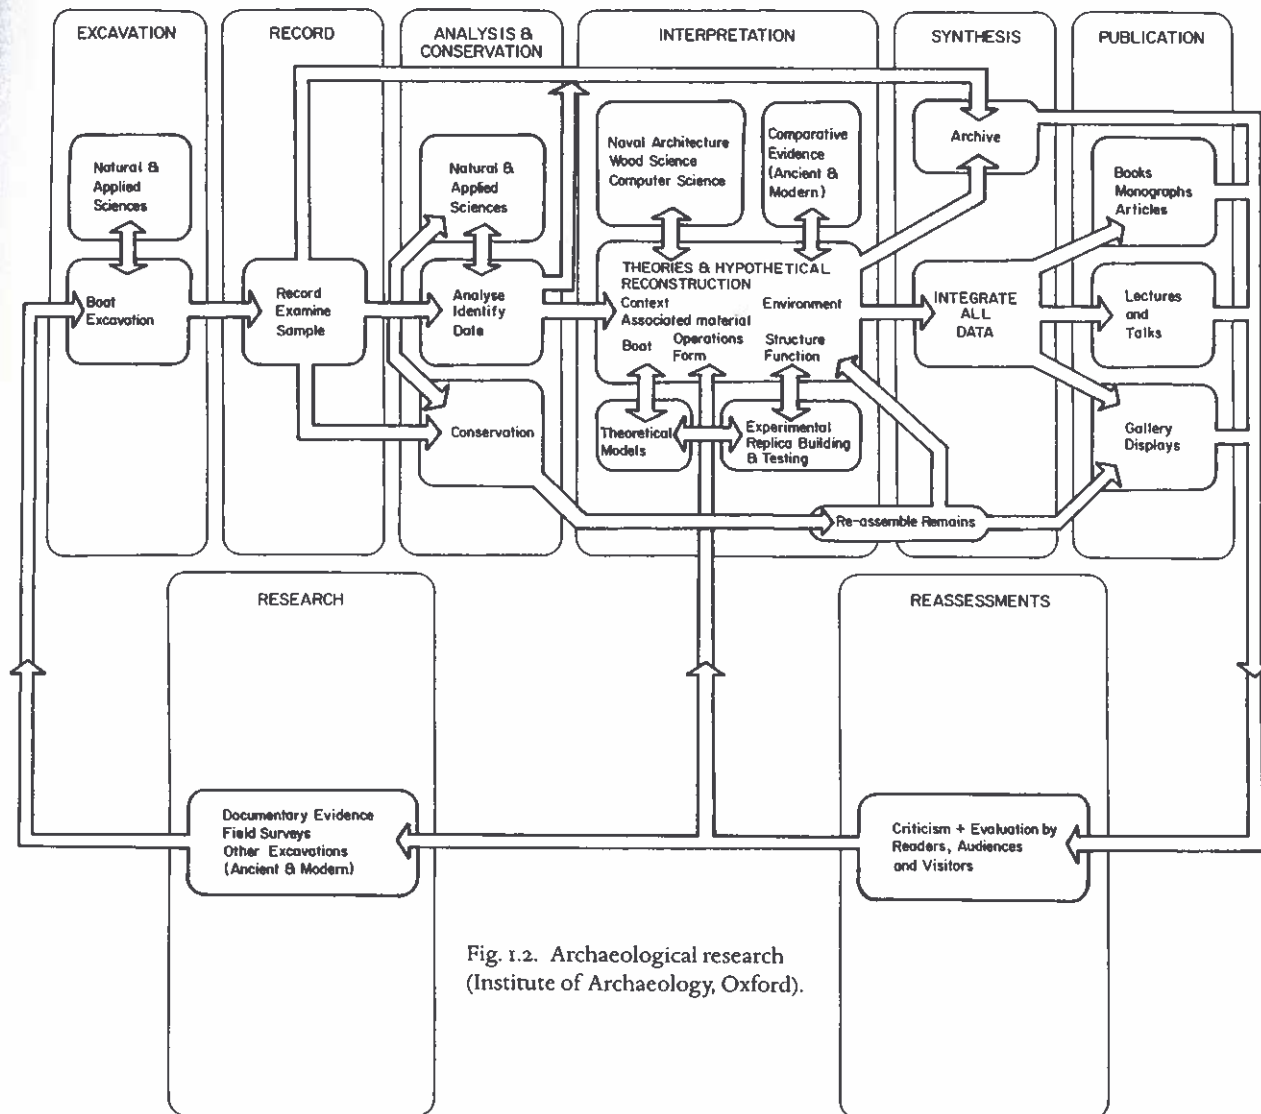 EXCAVATION
RECORD
ANALYSIS &
CONSERVATION
INTERPRETATION
SYNTHESIS
PUBLICATION
Natural &
Applied
Sciences
Boat
Excavation
Record
Examine
Sample
Natural &
Applied
Sciences
Analyse
Identify
Date
Conservation
Naval Architecture
Wood Science
Computer Science
Comparative
Evidence
(Ancient &
Modern)
THEORIES & HYPOTHETICAL
RECONSTRUCTION
Context Environment
Associated material
Boat Operations Structure
Form Function
Theoretical
Models
Experimental
Replica Building
& Testing
Re-assemble Remains
Archive
INTEGRATE
ALL
DATA
Books
Monographs
Articles
Lectures
and
Talks
Gallery
Displays
RESEARCH
REASSESSMENTS
Documentary Evidence
Field Surveys
Other Excavations
(Ancient & Modern)
Criticism + Evaluation by
Readers, Audiences
and Visitors
Fig. 1.2. Archaeological research
(Institute of Archaeology, Oxford).